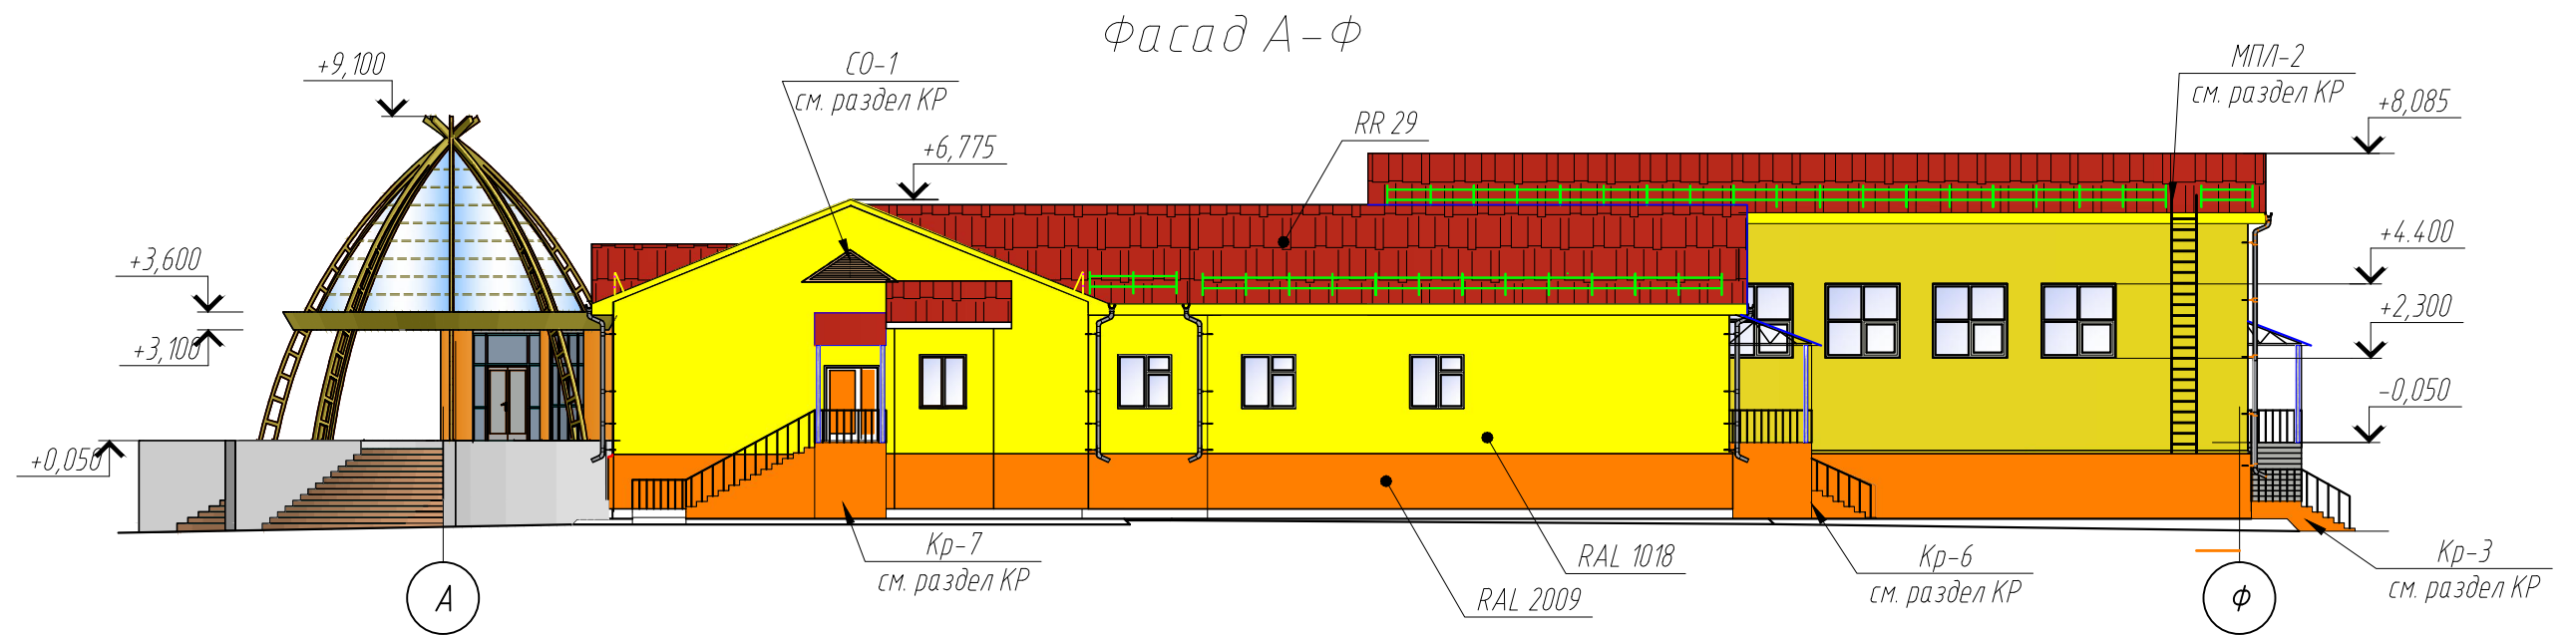 Фасад А-Ф
+9,100
СО-1
см. раздел КР
МПЛ-2
см. раздел КР
+8,085
RR 29
+6,775
+3,600
+4.400
+2,300
+3,100
-0,050
+0,050
Кр-7
см. раздел КР
RAL 1018
Кр-6
см. раздел КР
Кр-3
см. раздел КР
RAL 2009
А
Ф